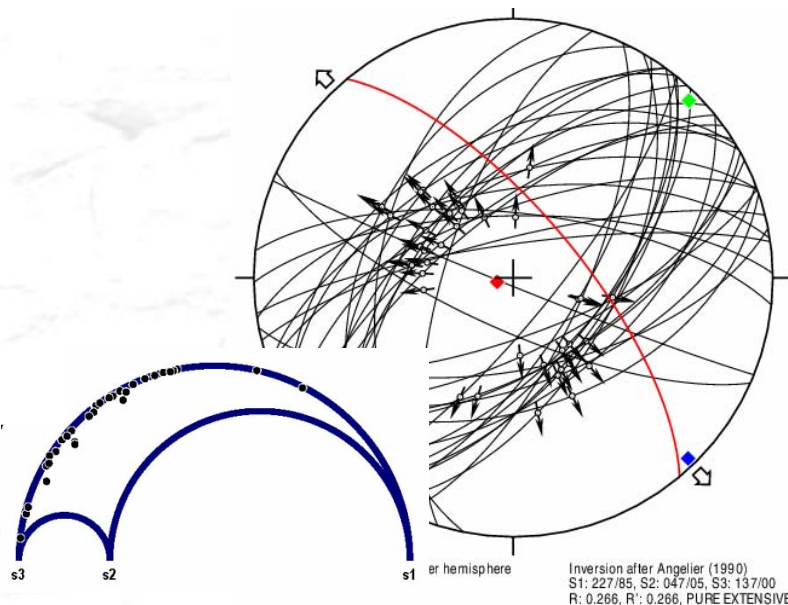 er hemisphere
Inversion after Angelier (1990)
S1: 227/85, S2: 047/05, S3: 137/00
R: 0.266, R': 0.266, PURE EXTENSIVE
s3
s2
s1